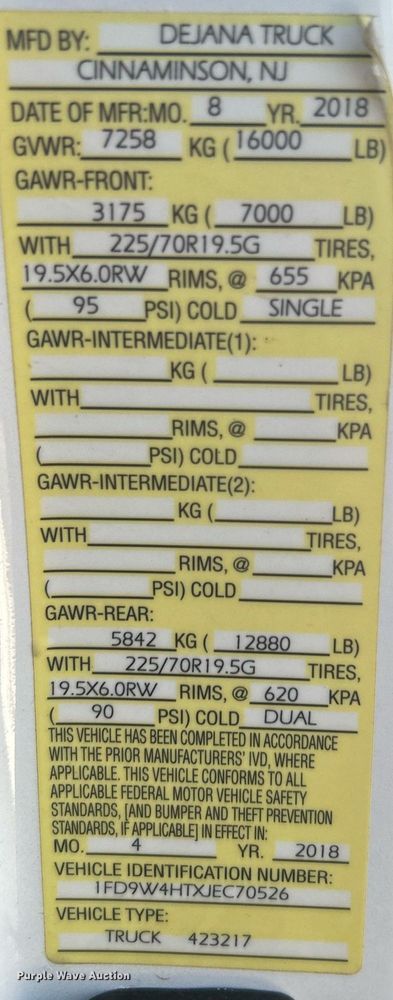 MFD BY: DEJANA TRUCK
CINNAMINSON, NJ
DATE OF MFR:MO. 8 YR. 2018
GVWR: 7258 KG ( 16000 LB)
GAWR-FRONT:
3175 KG ( 7000 LB)
WITH 225/70R19.5G TIRES,
19.5X6.0RW RIMS, @ 655 KPA
( 95 PSI) COLD SINGLE
GAWR-INTERMEDIATE(1):
KG ( LB)
WITH TIRES,
RIMS, @ KPA
( PSI) COLD
GAWR-INTERMEDIATE(2):
KG ( LB)
WITH TIRES,
RIMS, @ KPA
( PSI) COLD
GAWR-REAR:
5842 KG ( 12880 LB)
WITH 225/70R19.5G TIRES,
19.5X6.0RW RIMS, @ 620 KPA
( 90 PSI) COLD DUAL
THIS VEHICLE HAS BEEN COMPLETED IN ACCORDANCE
WITH THE PRIOR MANUFACTURERS' IVD, WHERE
APPLICABLE. THIS VEHICLE CONFORMS TO ALL
APPLICABLE FEDERAL MOTOR VEHICLE SAFETY
STANDARDS, [AND BUMPER AND THEFT PREVENTION
STANDARDS, IF APPLICABLE] IN EFFECT IN:
MO. 4 YR. 2018
VEHICLE IDENTIFICATION NUMBER:
1FD9W4HTXJEC70526
VEHICLE TYPE:
TRUCK 423217
Purple Wave Auction